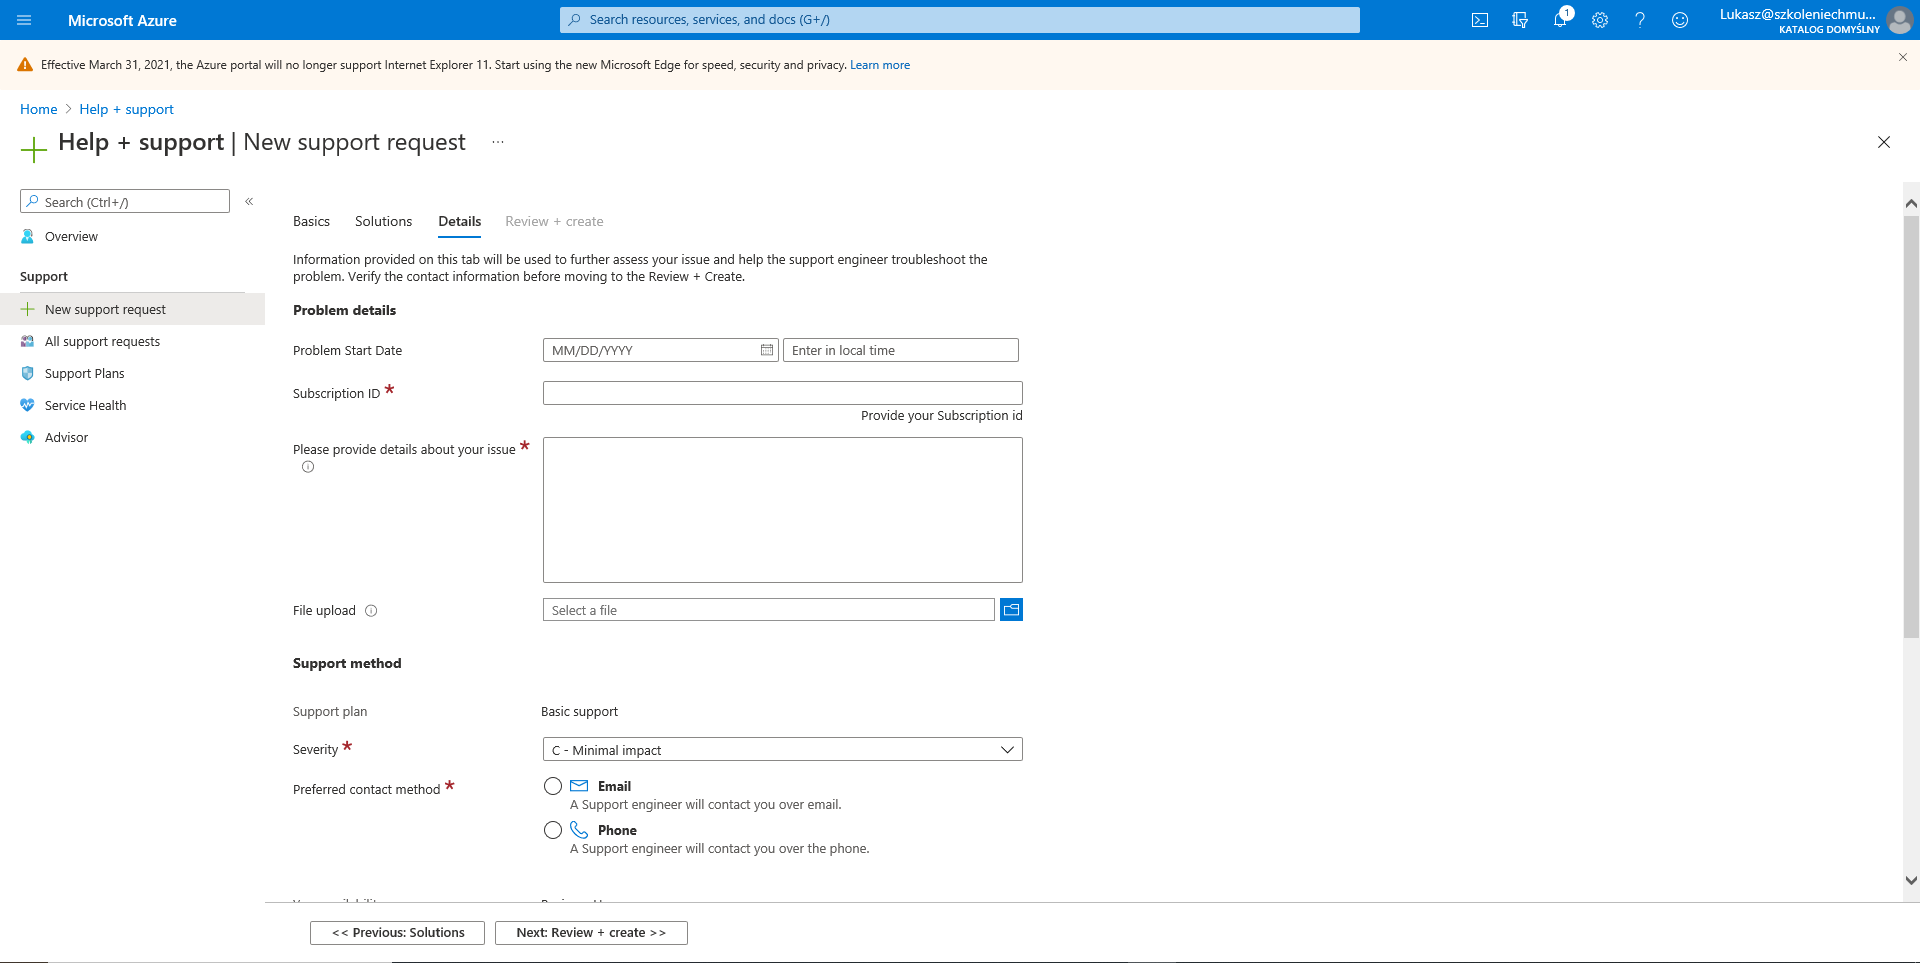 Microsoft Azure
Search resources, services, and docs (G+/)
1
Lukasz@szkoleniechmu...
KATALOG DOMYŚLNY
Effective March 31, 2021, the Azure portal will no longer support Internet Explorer 11. Start using the new Microsoft Edge for speed, security and privacy. Learn more
Home > Help + support
Help + support | New support request ...
Search (Ctrl+/) «
Overview
Support
New support request
All support requests
Support Plans
Service Health
Advisor
Basics Solutions Details Review + create
Information provided on this tab will be used to further assess your issue and help the support engineer troubleshoot the
problem. Verify the contact information before moving to the Review + Create.
Problem details
Problem Start Date MM/DD/YYYY Enter in local time
Subscription ID *
Provide your Subscription id
Please provide details about your issue *
File upload Select a file
Support method
Support plan Basic support
Severity * C - Minimal impact
Preferred contact method * Email
A Support engineer will contact you over email.
Phone
A Support engineer will contact you over the phone.
<< Previous: Solutions Next: Review + create >>